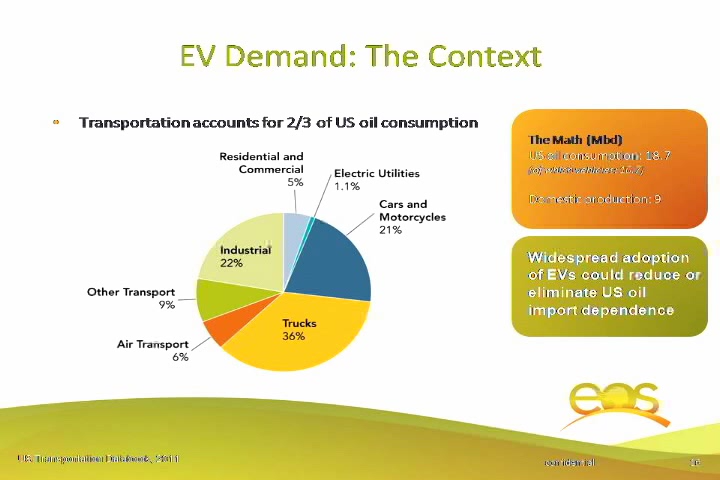 EV Demand: The Context
• Transportation accounts for 2/3 of US oil consumption
Residential and
Commercial
5%
Electric Utilities
1.1%
Cars and
Motorcycles
21%
Industrial
22%
Other Transport
9%
Trucks
36%
Air Transport
6%
The Math (Mbd)
US oil consumption: 18.7
Domestic production: 9
Widespread adoption
of EVs could reduce or
eliminate US oil
import dependence
eos
US Transportation Databook, 2011
confidential